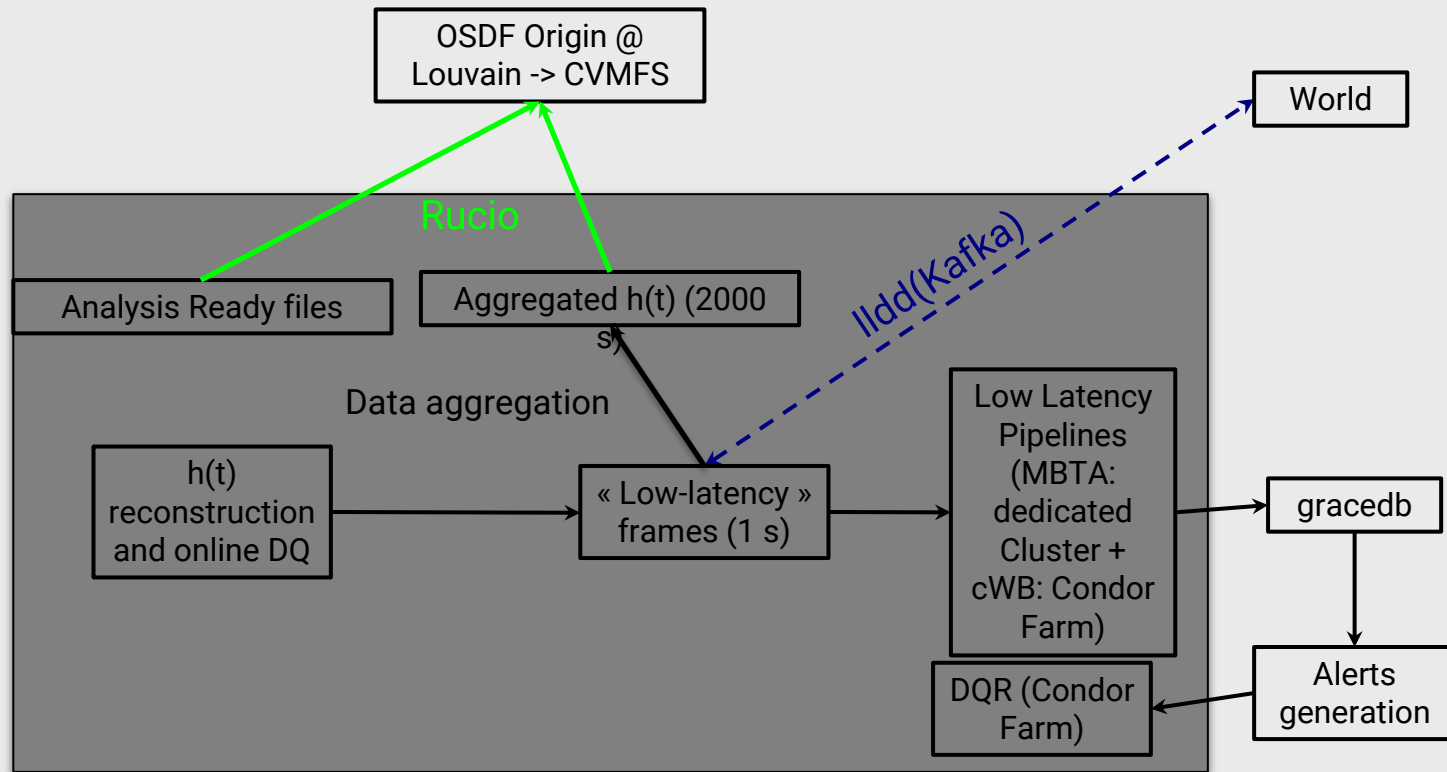 OSDF Origin @
Louvain -> CVMFS
World
Rucio
lldd(Kafka)
Analysis Ready files
Aggregated h(t) (2000
s)
Data aggregation
h(t)
reconstruction
and online DQ
« Low-latency »
frames (1 s)
Low Latency
Pipelines
(MBTA:
dedicated
Cluster +
cWB: Condor
Farm)
gracedb
DQR (Condor
Farm)
Alerts
generation